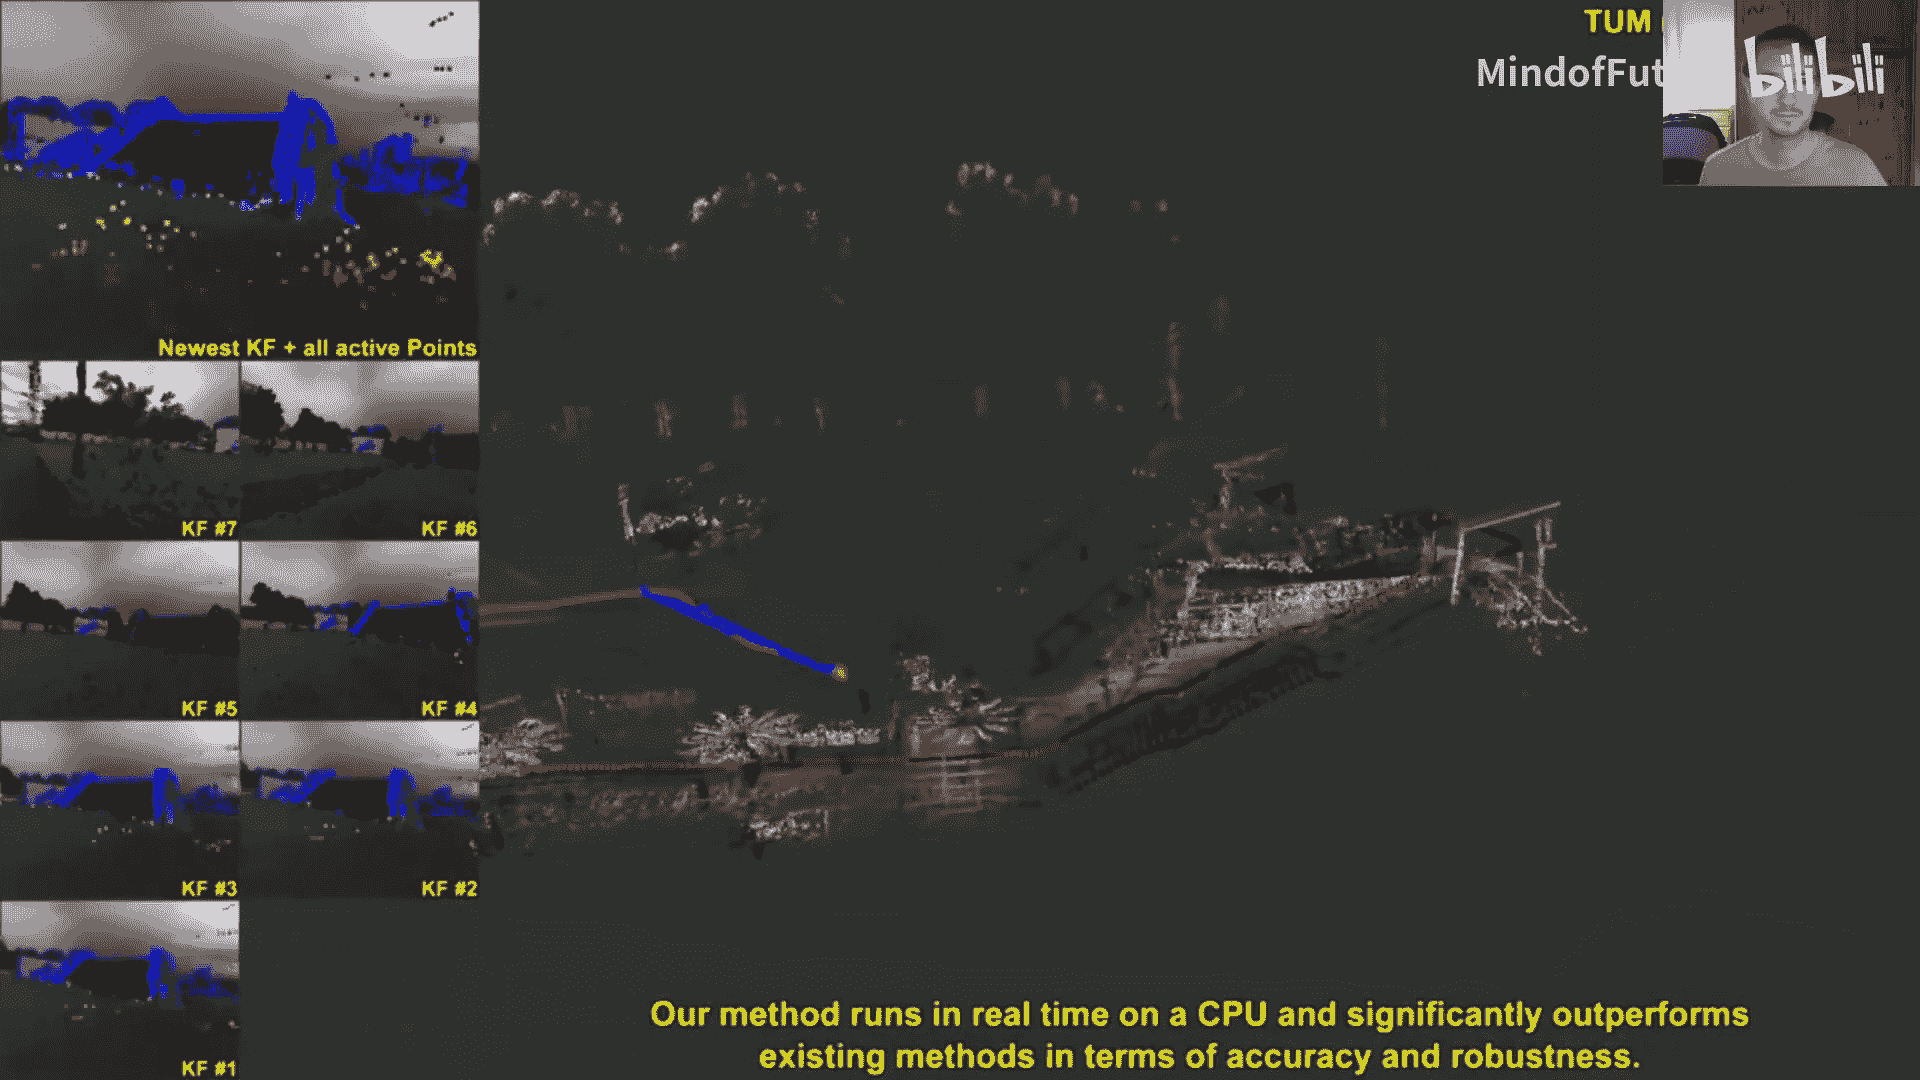 TUM
MindofFut
bilibili
Newest KF + all active Points
KF #7
KF #6
KF #5
KF #4
KF #3
KF #2
KF #1
Our method runs in real time on a CPU and significantly outperforms
existing methods in terms of accuracy and robustness.